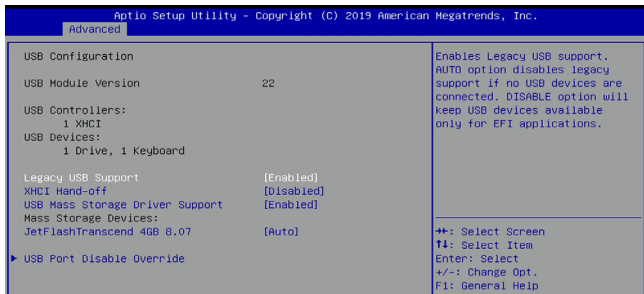 Aptio Setup Utility – Copyright (C) 2019 American Megatrends, Inc.
Advanced
USB Configuration
USB Module Version 22
USB Controllers:
1 XHCI
USB Devices:
1 Drive, 1 Keyboard
Legacy USB Support [Enabled]
XHCI Hand-off [Disabled]
USB Mass Storage Driver Support [Enabled]
Mass Storage Devices:
JetFlashTranscend 4GB 8.07 [Auto]
USB Port Disable Override
Enables Legacy USB support.
AUTO option disables legacy
support if no USB devices are
connected. DISABLE option will
keep USB devices available
only for EFI applications.
→←: Select Screen
↑↓: Select Item
Enter: Select
+/-: Change Opt.
F1: General Help